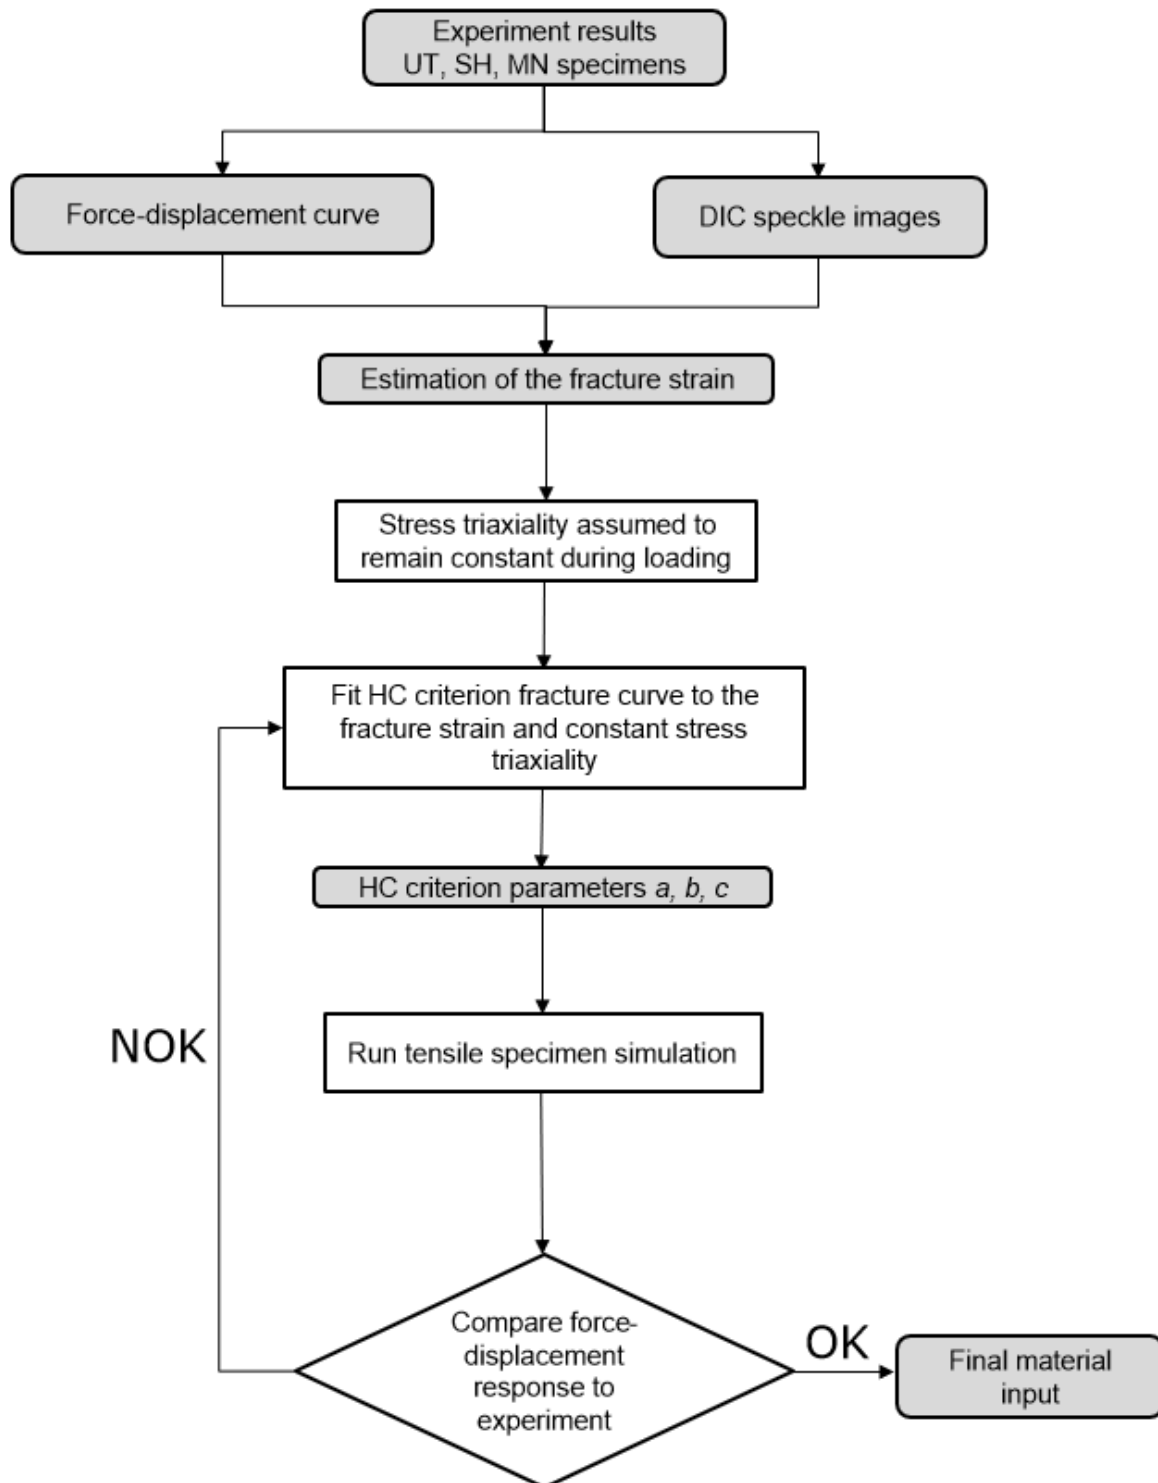 Experiment results
UT, SH, MN specimens
Force-displacement curve
DIC speckle images
Estimation of the fracture strain
Stress triaxiality assumed to
remain constant during loading
Fit HC criterion fracture curve to the
fracture strain and constant stress
triaxiality
HC criterion parameters a, b, c
NOK
Run tensile specimen simulation
Compare force-
displacement
response to
experiment
OK
Final material
input